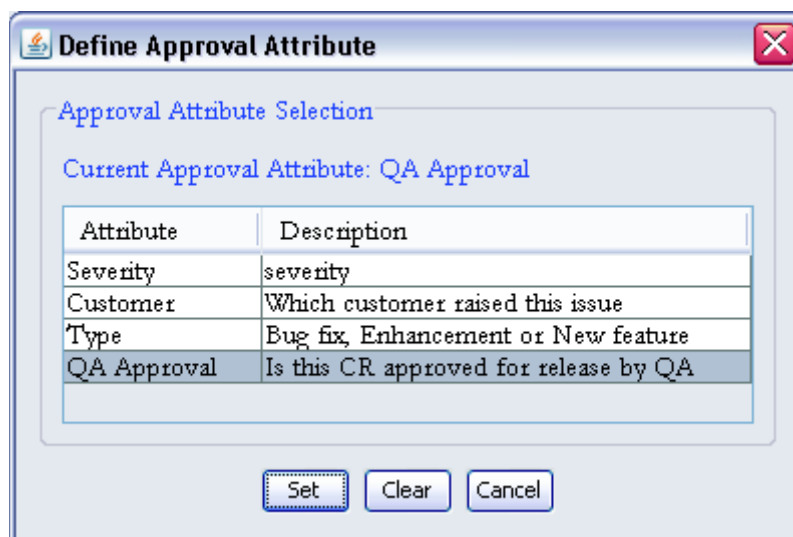 Define Approval Attribute
Approval Attribute Selection
Current Approval Attribute: QA Approval
Attribute Description
Severity severity
Customer Which customer raised this issue
Type Bug fix, Enhancement or New feature
QA Approval Is this CR approved for release by QA
Set Clear Cancel